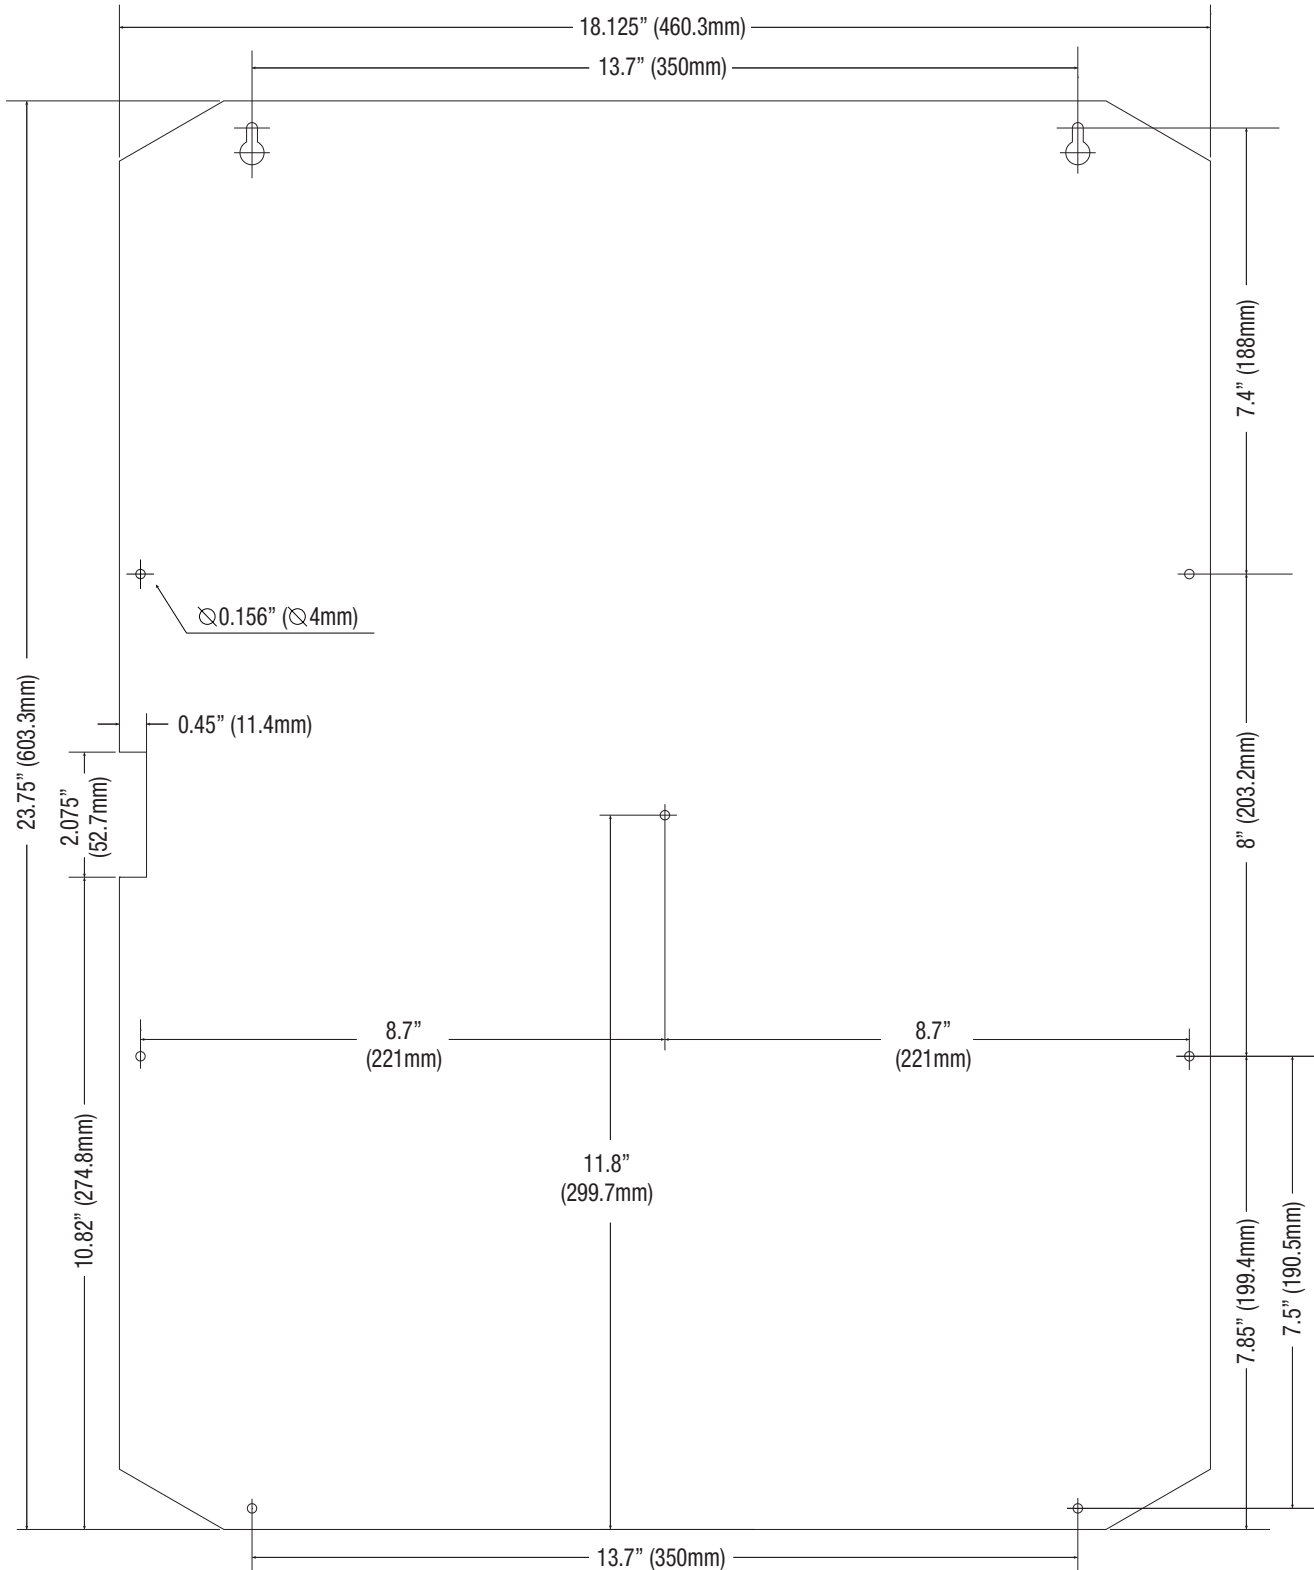 18.125” (460.3mm)
13.7” (350mm)
7.4” (188mm)
∅0.156” (∅4mm)
23.75” (603.3mm)
0.45” (11.4mm)
2.075”
(52.7mm)
8” (203.2mm)
8.7”
(221mm)
8.7”
(221mm)
10.82” (274.8mm)
11.8”
(299.7mm)
7.85” (199.4mm)
7.5” (190.5mm)
13.7” (350mm)